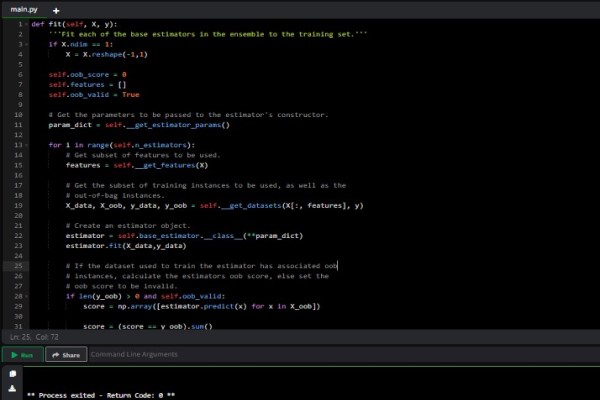 main.py +
1 def fit(self, X, y):
2 '''Fit each of the base estimators in the ensemble to the training set.'''
3 if X.ndim == 1:
4 X = X.reshape(-1,1)
5
6 self.oob_score = 0
7 self.features = []
8 self.oob_valid = True
9
10 # Get the parameters to be passed to the estimator's constructor.
11 param_dict = self.__get_estimator_params()
12
13 for i in range(self.n_estimators):
14 # Get subset of features to be used.
15 features = self.__get_features(X)
16
17 # Get the subset of training instances to be used, as well as the
18 # out-of-bag instances.
19 X_data, X_oob, y_data, y_oob = self.__get_datasets(X[:, features], y)
20
21 # Create an estimator object.
22 estimator = self.base_estimator.__class__(**param_dict)
23 estimator.fit(X_data,y_data)
24
25 # If the dataset used to train the estimator has associated oob
26 # instances, calculate the estimators oob score, else set the
27 # oob score to be invalid.
28 if len(y_oob) > 0 and self.oob_valid:
29 score = np.array([estimator.predict(x) for x in X_oob])
30
31 score = (score == y_oob).sum()
Ln: 25, Col: 72
Run Share Command Line Arguments
** Process exited - Return Code: 0 **